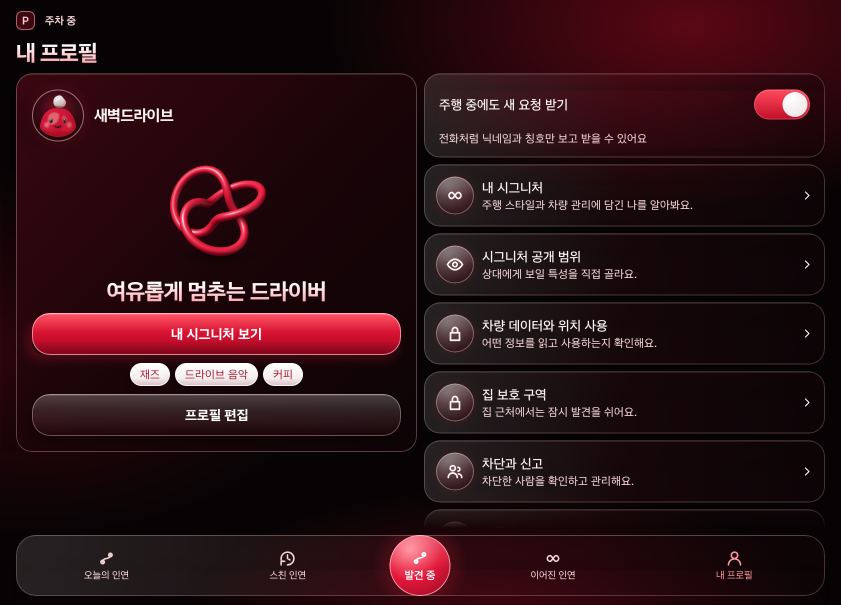 P 주차 중
내 프로필
새벽드라이브
여유롭게 멈추는 드라이버
내 시그니처 보기
재즈 드라이브 음악 커피
프로필 편집
주행 중에도 새 요청 받기
전화처럼 닉네임과 칭호만 보고 받을 수 있어요
내 시그니처
주행 스타일과 차량 관리에 담긴 나를 알아봐요.
시그니처 공개 범위
상대에게 보일 특성을 직접 골라요.
차량 데이터와 위치 사용
어떤 정보를 읽고 사용하는지 확인해요.
집 보호 구역
집 근처에서는 잠시 발견을 쉬어요.
차단과 신고
차단한 사람을 확인하고 관리해요.
오늘의 인연 스친 인연 발견 중 이어진 인연 내 프로필